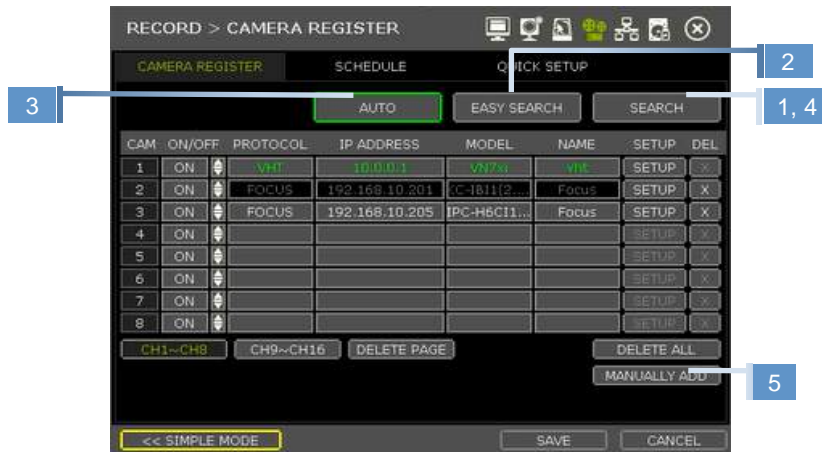 RECORD > CAMERA REGISTER
CAMERA REGISTER SCHEDULE QUICK SETUP
2
3
AUTO EASY SEARCH SEARCH
1, 4
CAM ON/OFF PROTOCOL IP ADDRESS MODEL NAME SETUP DEL
1 ON VHT 10.0.0.1 vht SETUP X
2 ON FOCUS 192.168.10.201 Focus SETUP X
3 ON FOCUS 192.168.10.205 IPC-H6CI1... Focus SETUP X
4 ON SETUP X
5 ON SETUP X
6 ON SETUP X
7 ON SETUP X
8 ON SETUP X
CH1~CH8 CH9~CH16 DELETE PAGE DELETE ALL
MANUALLY ADD
5
<< SIMPLE MODE SAVE CANCEL